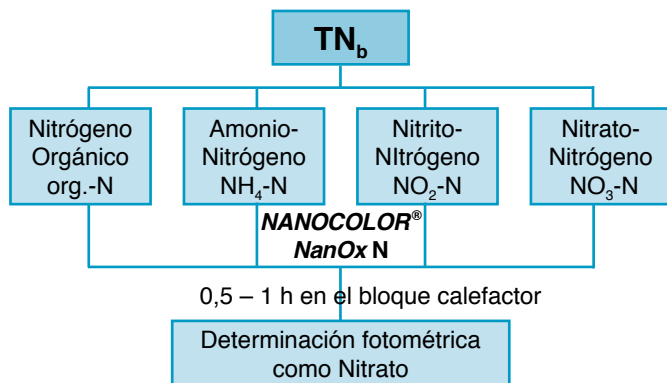 TNb
Nitrógeno
Orgánico
org.-N
Amonio-
Nitrógeno
NH4-N
Nitrito-
NItrógeno
NO2-N
Nitrato-
Nitrógeno
NO3-N
NANOCOLOR®
NanOx N
0,5 – 1 h en el bloque calefactor
Determinación fotométrica
como Nitrato